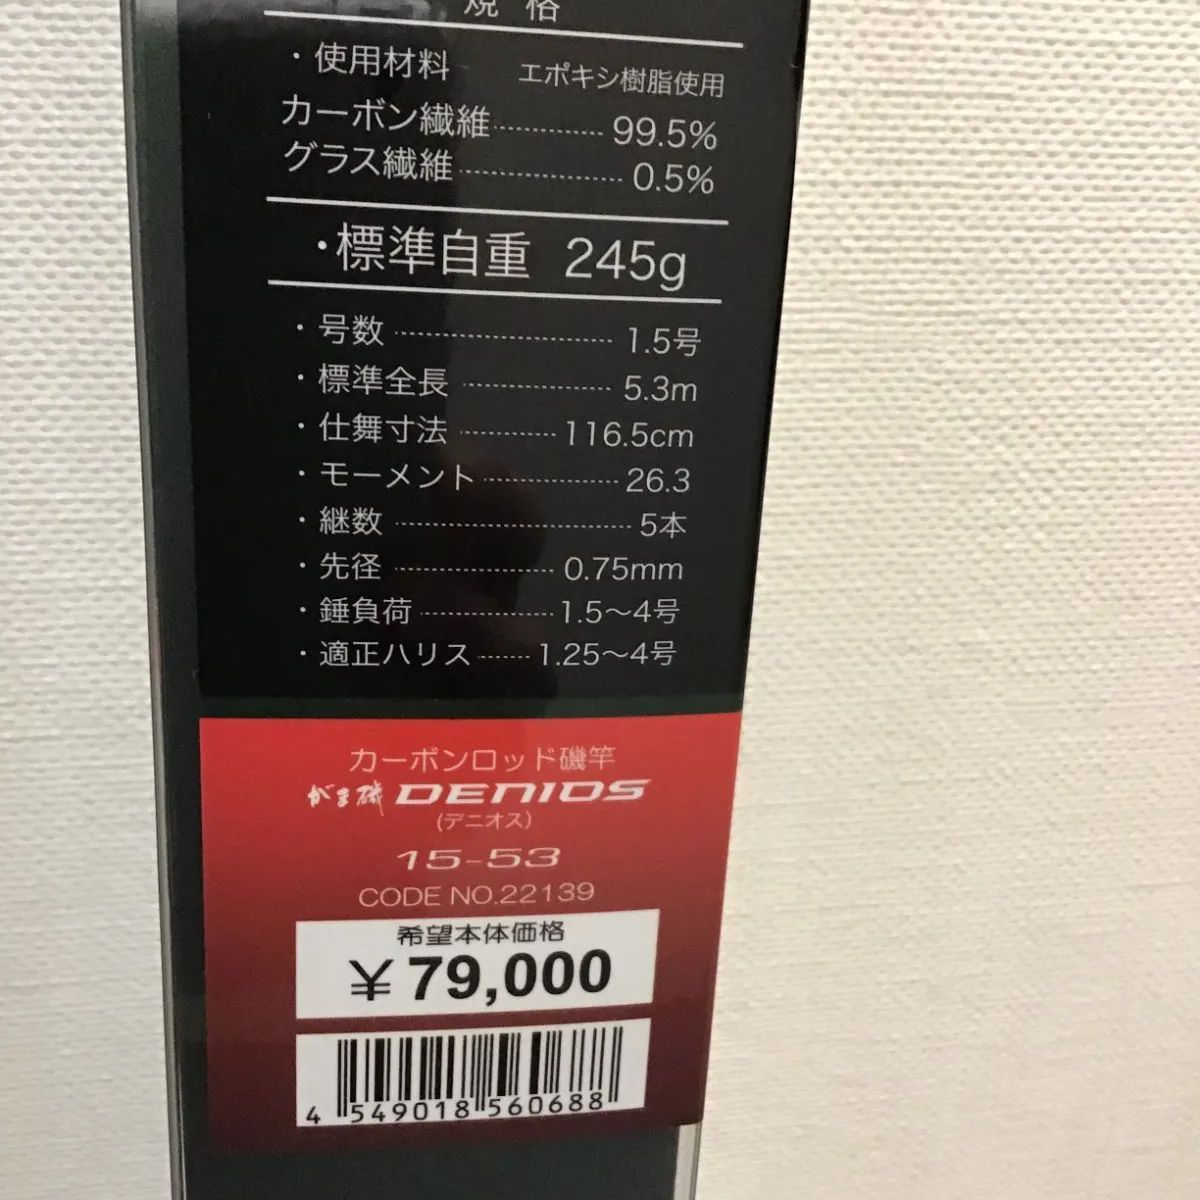 規格
・使用材料 エポキシ樹脂使用
カーボン繊維 99.5%
グラス繊維 0.5%
・標準自重 245g
・号数 1.5号
・標準全長 5.3m
・仕舞寸法 116.5cm
・モーメント 26.3
・継数 5本
・先径 0.75mm
・錘負荷 1.5〜4号
・適正ハリス 1.25〜4号
カーボンロッド磯竿
がま磯 DENIOS
(デニオス)
15-53
CODE NO.22139
希望本体価格
¥79,000
4 549018 560688